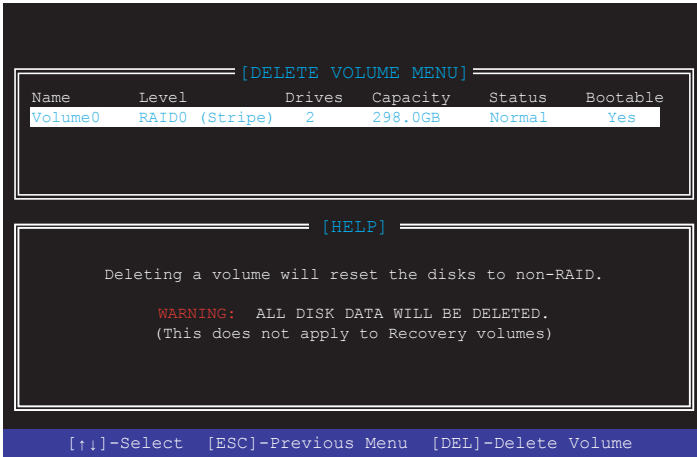 [DELETE VOLUME MENU]
Name Level Drives Capacity Status Bootable
Volume0 RAID0 (Stripe) 2 298.0GB Normal Yes
[HELP]
Deleting a volume will reset the disks to non-RAID.
WARNING: ALL DISK DATA WILL BE DELETED.
(This does not apply to Recovery volumes)
[↑↓]-Select [ESC]-Previous Menu [DEL]-Delete Volume